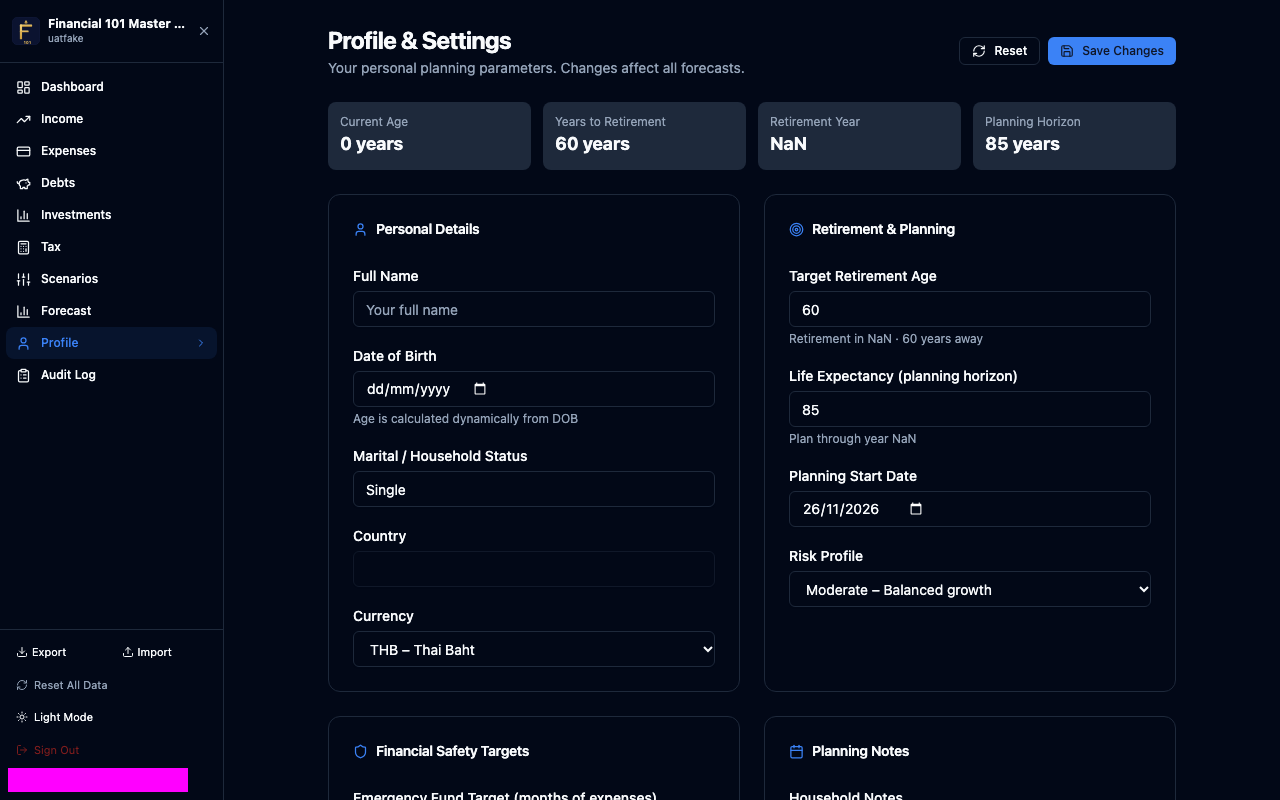 Financial 101 Master ...
uatfake
Dashboard
Income
Expenses
Debts
Investments
Tax
Scenarios
Forecast
Profile
Audit Log
Export
Import
Reset All Data
Light Mode
Sign Out
Profile & Settings
Your personal planning parameters. Changes affect all forecasts.
Reset
Save Changes
Current Age
0 years
Years to Retirement
60 years
Retirement Year
NaN
Planning Horizon
85 years
Personal Details
Full Name
Your full name
Date of Birth
dd/mm/yyyy
Age is calculated dynamically from DOB
Marital / Household Status
Single
Country
Currency
THB – Thai Baht
Retirement & Planning
Target Retirement Age
60
Retirement in NaN · 60 years away
Life Expectancy (planning horizon)
85
Plan through year NaN
Planning Start Date
26/11/2026
Risk Profile
Moderate – Balanced growth
Financial Safety Targets
Emergency Fund Target (months of expenses)
Planning Notes
Household Notes